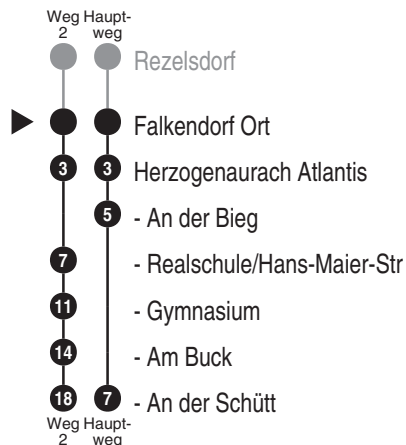 Weg Haupt-
2 weg
Rezelsdorf
Falkendorf Ort
3 3 Herzogenaurach Atlantis
5 - An der Bieg
7 - Realschule/Hans-Maier-Str
11 - Gymnasium
14 - Am Buck
18 7 - An der Schütt
Weg Haupt-
2 weg